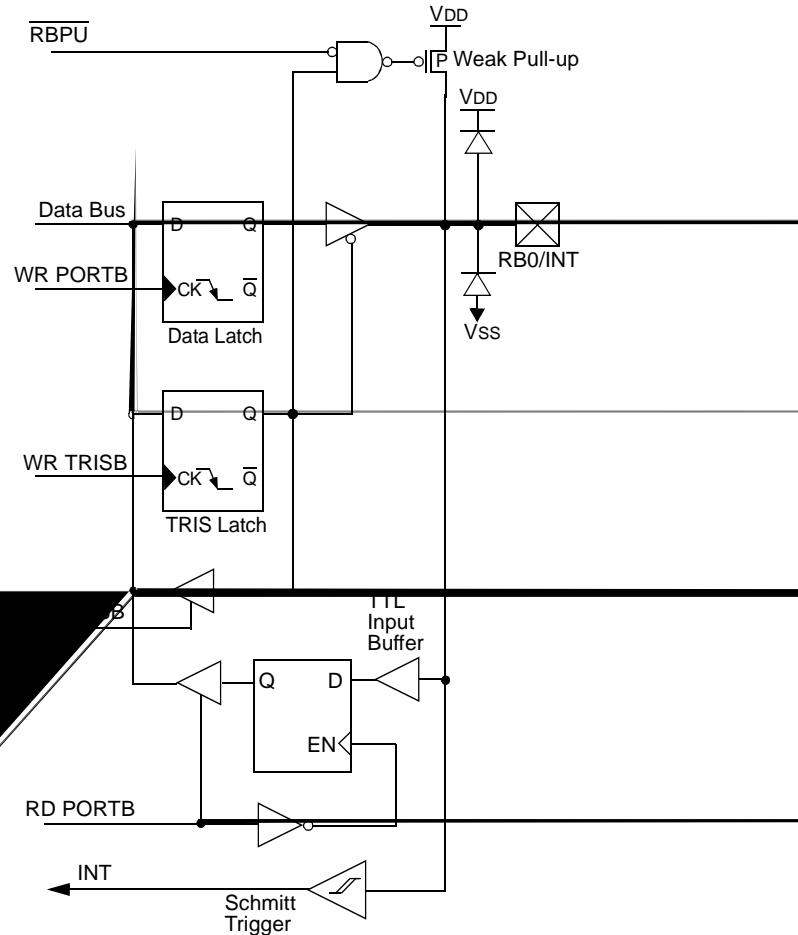 VDD
RBPU
P Weak Pull-up
VDD
Data Bus
D Q
RB0/INT
WR PORTB
CK Q
VSS
Data Latch
D Q
WR TRISB
CK Q
TRIS Latch
TTL
Input
Buffer
Q D
EN
RD PORTB
INT
Schmitt
Trigger